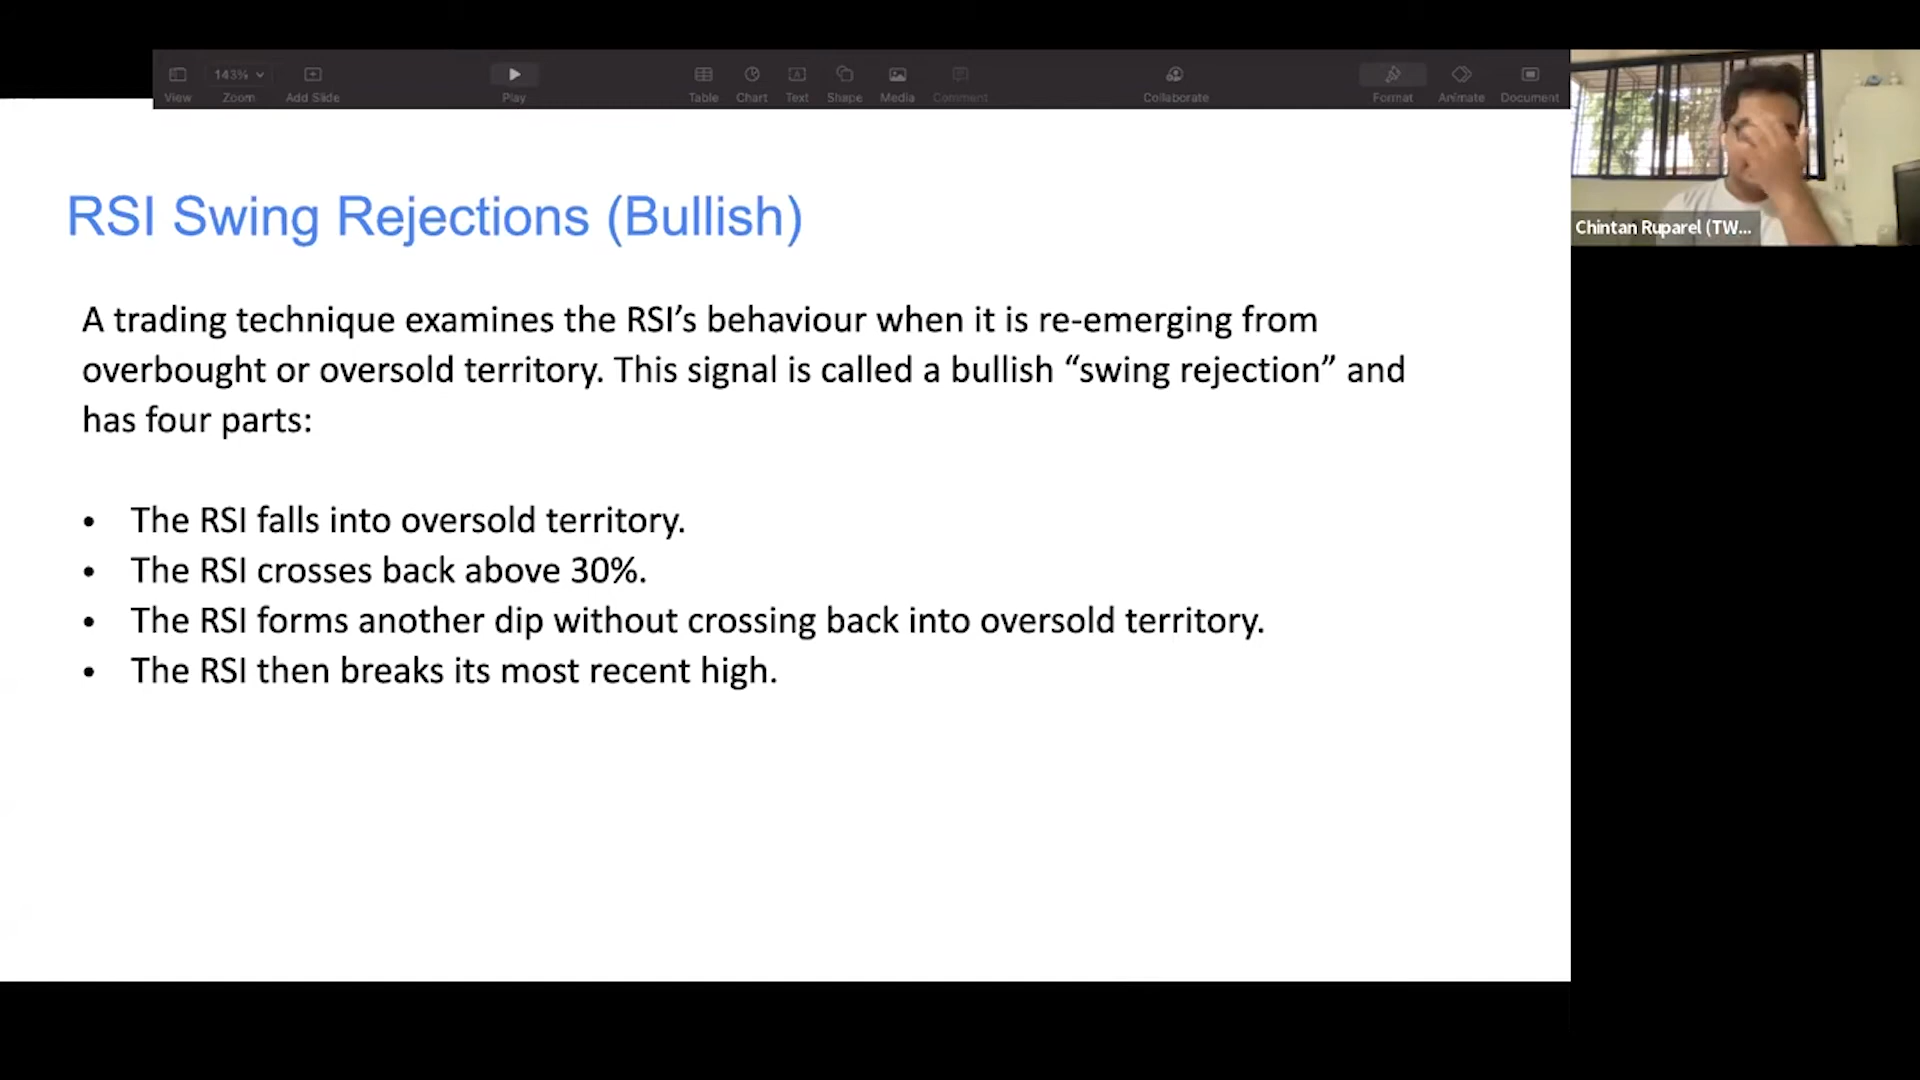 143%
View
Zoom
Add Slide
Play
Table
Chart
Text
Shape
Media
Comment
Collaborate
Format
Animate
Document
Chintan Ruparel (TW...
RSI Swing Rejections (Bullish)
A trading technique examines the RSI’s behaviour when it is re-emerging from
overbought or oversold territory. This signal is called a bullish “swing rejection” and
has four parts:
• The RSI falls into oversold territory.
• The RSI crosses back above 30%.
• The RSI forms another dip without crossing back into oversold territory.
• The RSI then breaks its most recent high.